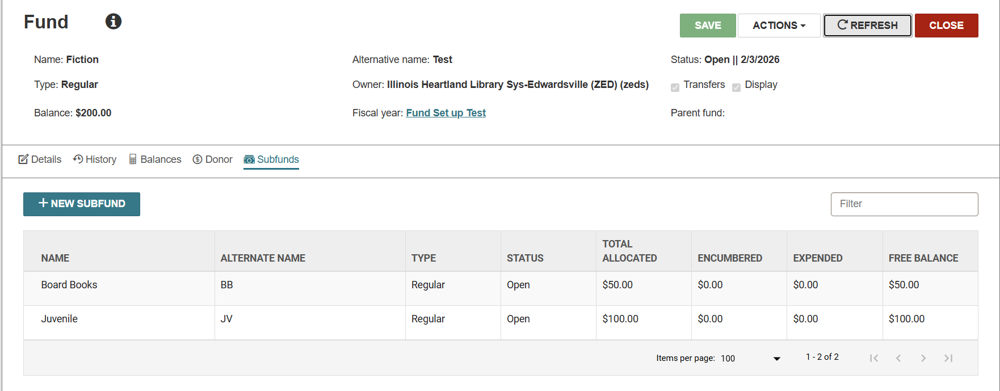 Fund
SAVE ACTIONS REFRESH CLOSE
Name: Fiction Alternative name: Test Status: Open || 2/3/2026
Type: Regular Owner: Illinois Heartland Library Sys-Edwardsville (ZED) (zeds) Transfers Display
Balance: $200.00 Fiscal year: Fund Set up Test Parent fund:
Details History Balances Donor Subfunds
+ NEW SUBFUND Filter
NAME ALTERNATE NAME TYPE STATUS TOTAL ALLOCATED ENCUMBERED EXPENDED FREE BALANCE
Board Books BB Regular Open $50.00 $0.00 $0.00 $50.00
Juvenile JV Regular Open $100.00 $0.00 $0.00 $100.00
Items per page: 100 1 - 2 of 2